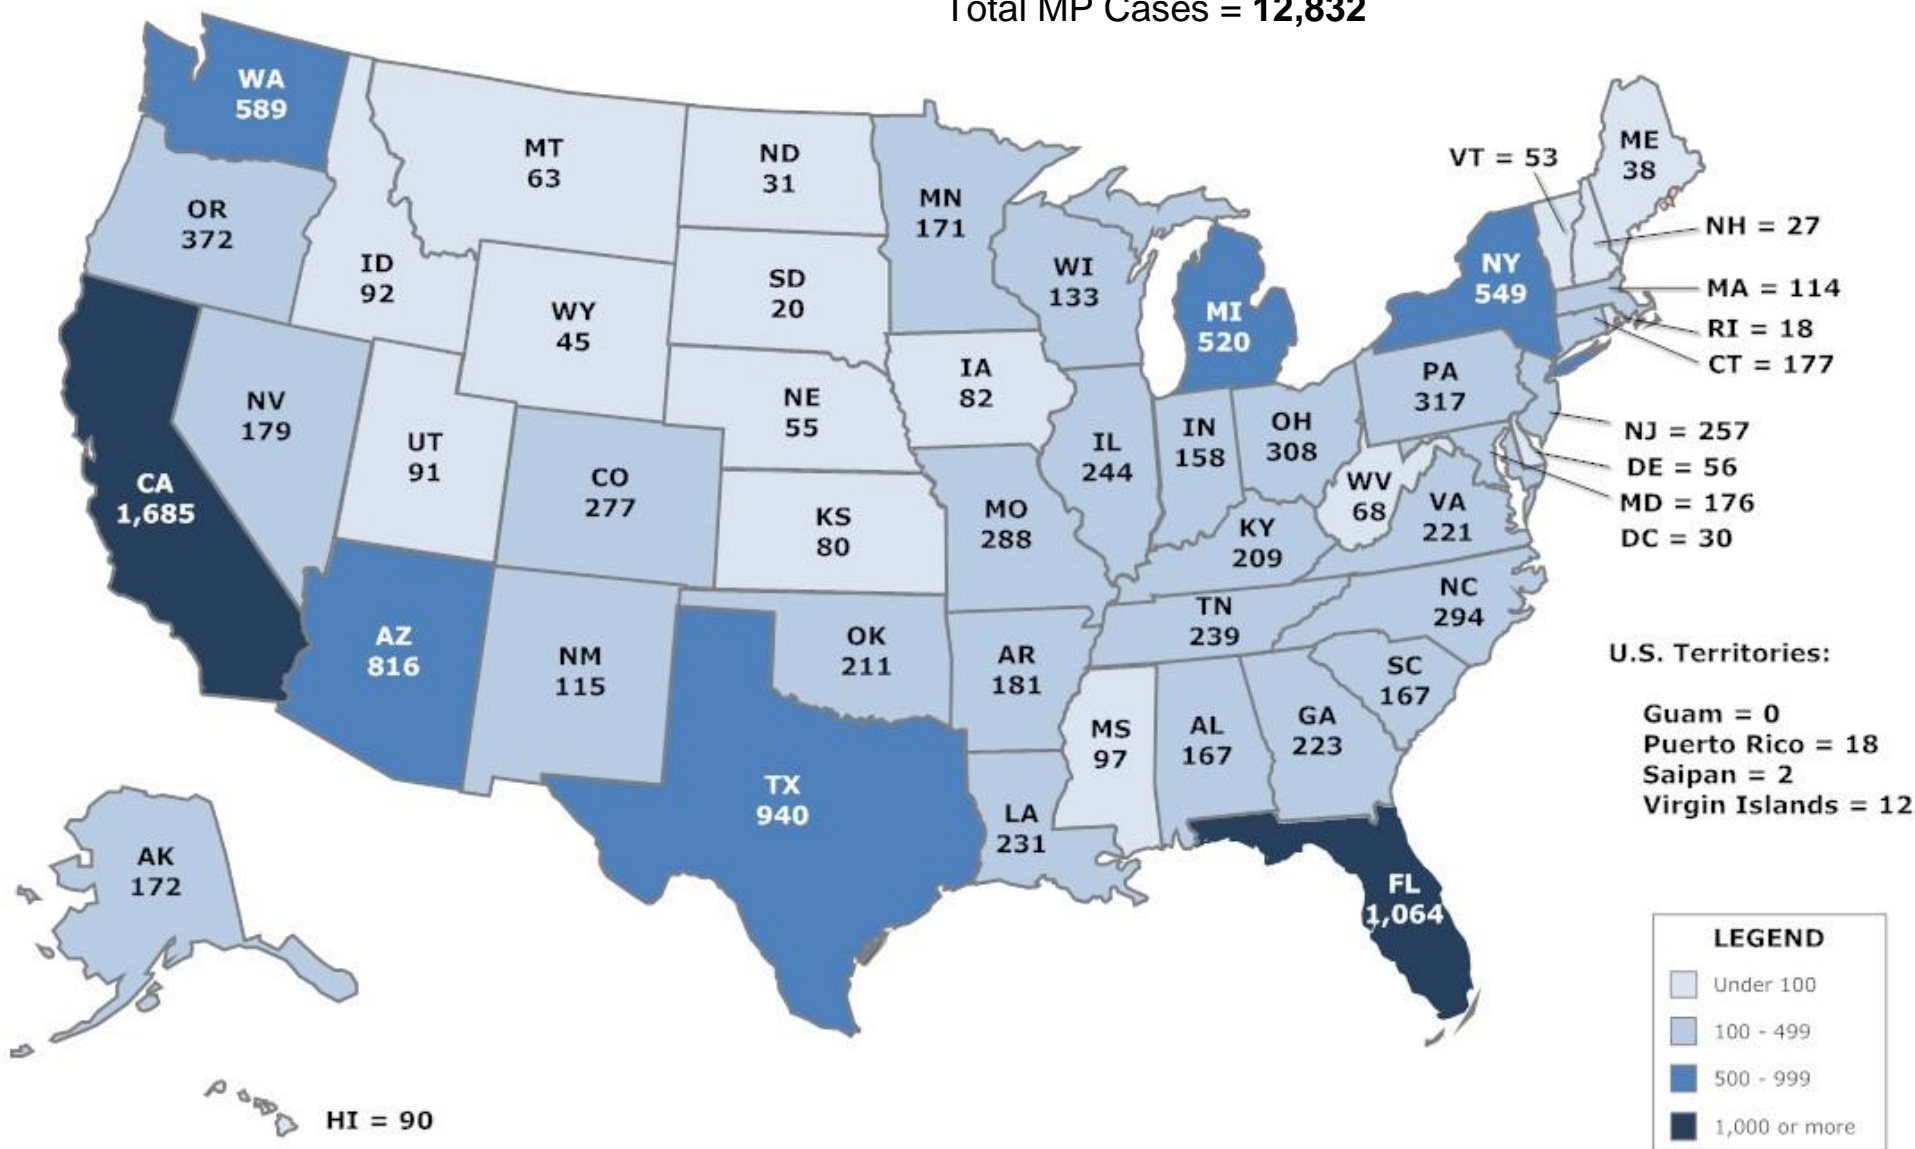 Total MP Cases = 12,832
WA
589
MT
63
ND
31
MN
171
VT = 53
ME
38
OR
372
ID
92
WY
45
SD
20
WI
133
MI
520
NY
549
NH = 27
MA = 114
RI = 18
CT = 177
NV
179
UT
91
CO
277
NE
55
IA
82
IL
244
IN
158
OH
308
PA
317
NJ = 257
DE = 56
MD = 176
DC = 30
CA
1,685
KS
80
MO
288
KY
209
WV
68
VA
221
AZ
816
NM
115
OK
211
AR
181
TN
239
NC
294
SC
167
TX
940
LA
231
MS
97
AL
167
GA
223
FL
1,064
AK
172
HI = 90
U.S. Territories:
Guam = 0
Puerto Rico = 18
Saipan = 2
Virgin Islands = 12
LEGEND
Under 100
100 - 499
500 - 999
1,000 or more